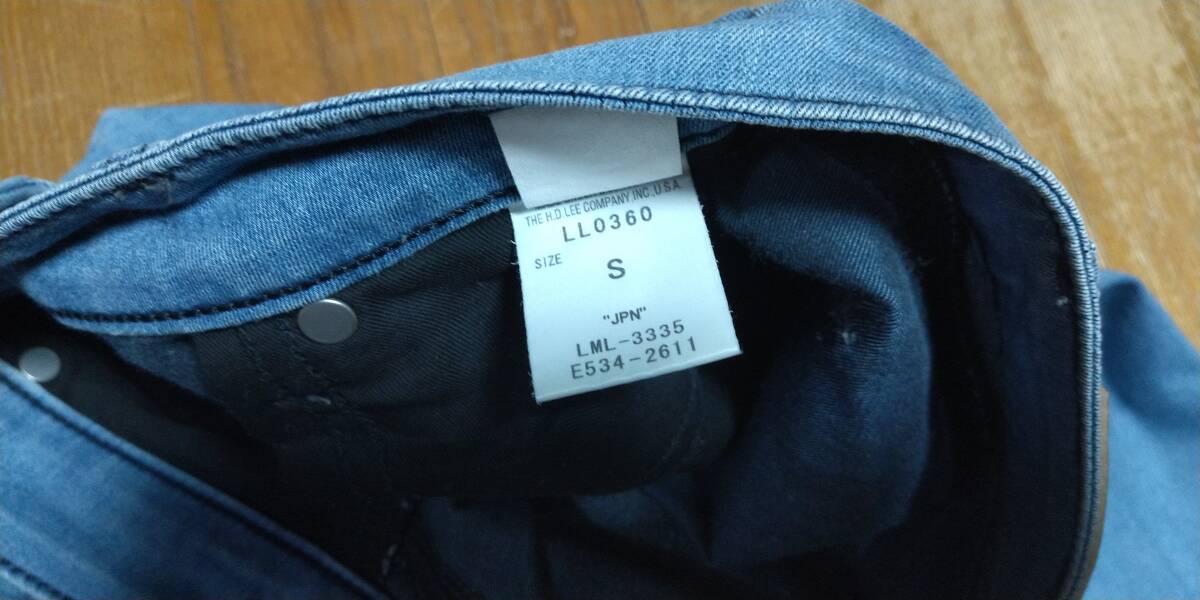 THE H.D. LEE COMPANY, INC. U.S.A.
LL0360
SIZE
S
"JPN"
LML-3335
E534-2611